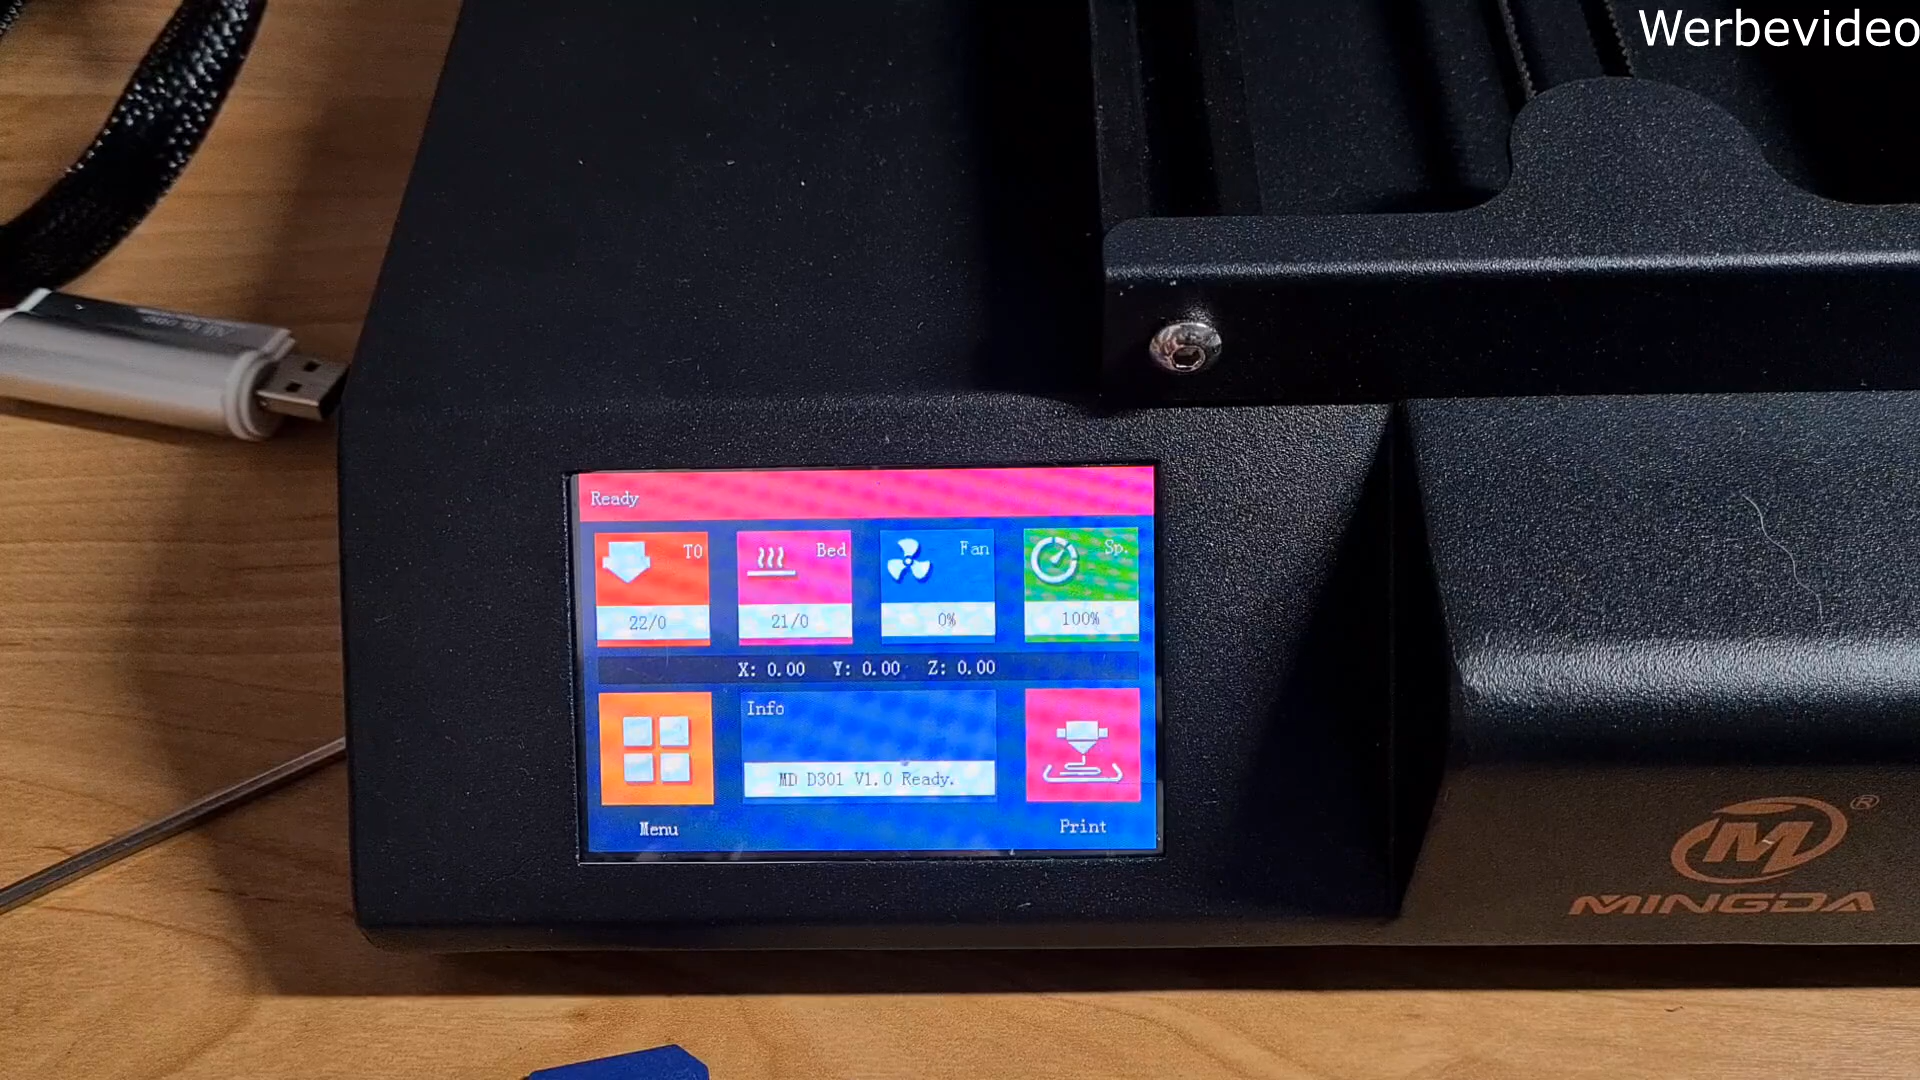 Werbevideo
Ready
T0
Bed
Fan
Sp.
22/0
21/0
0%
100%
X: 0.00 Y: 0.00 Z: 0.00
Info
MD D301 V1.0 Ready.
Menu
Print
MINGDA